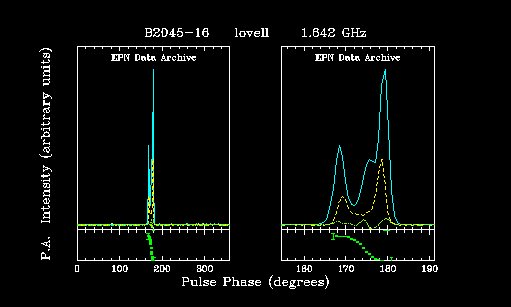 B2045-16 lovell 1.642 GHz
EPN Data Archive EPN Data Archive
P.A. Intensity (arbitrary units)
0 100 200 300 160 170 180 190
Pulse Phase (degrees)